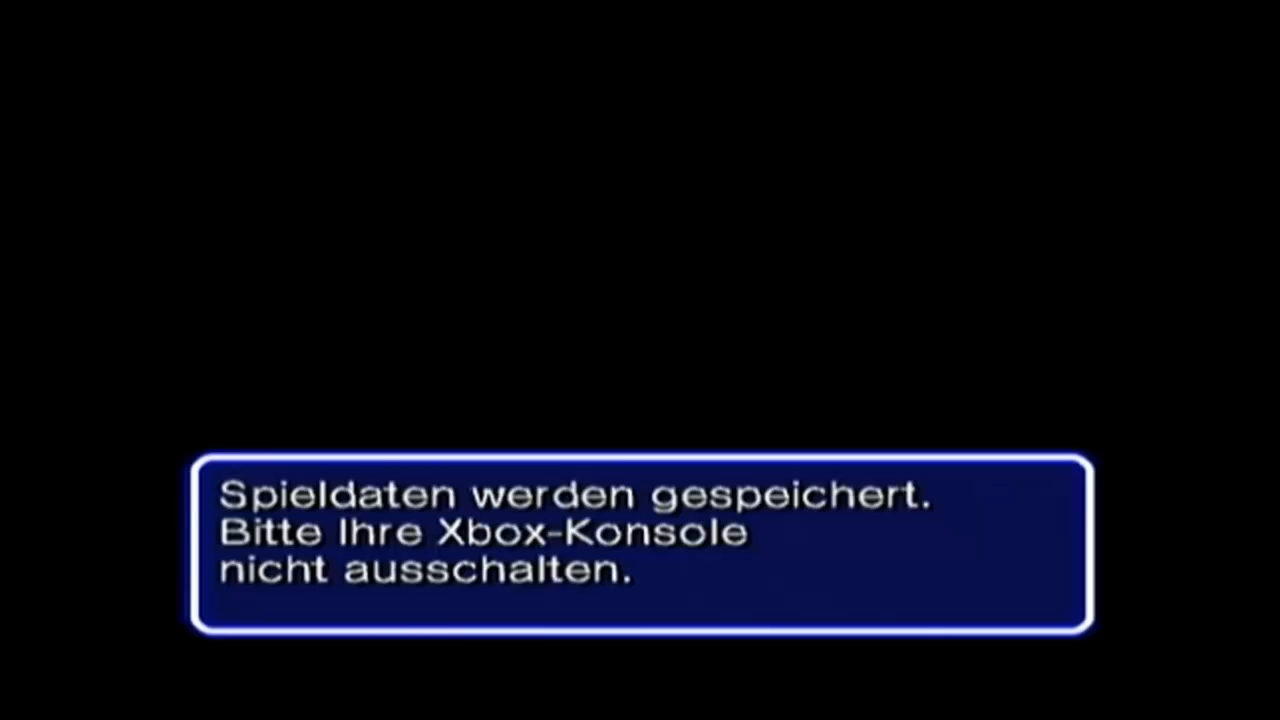 Spieldaten werden gespeichert.
Bitte Ihre Xbox-Konsole
nicht ausschalten.